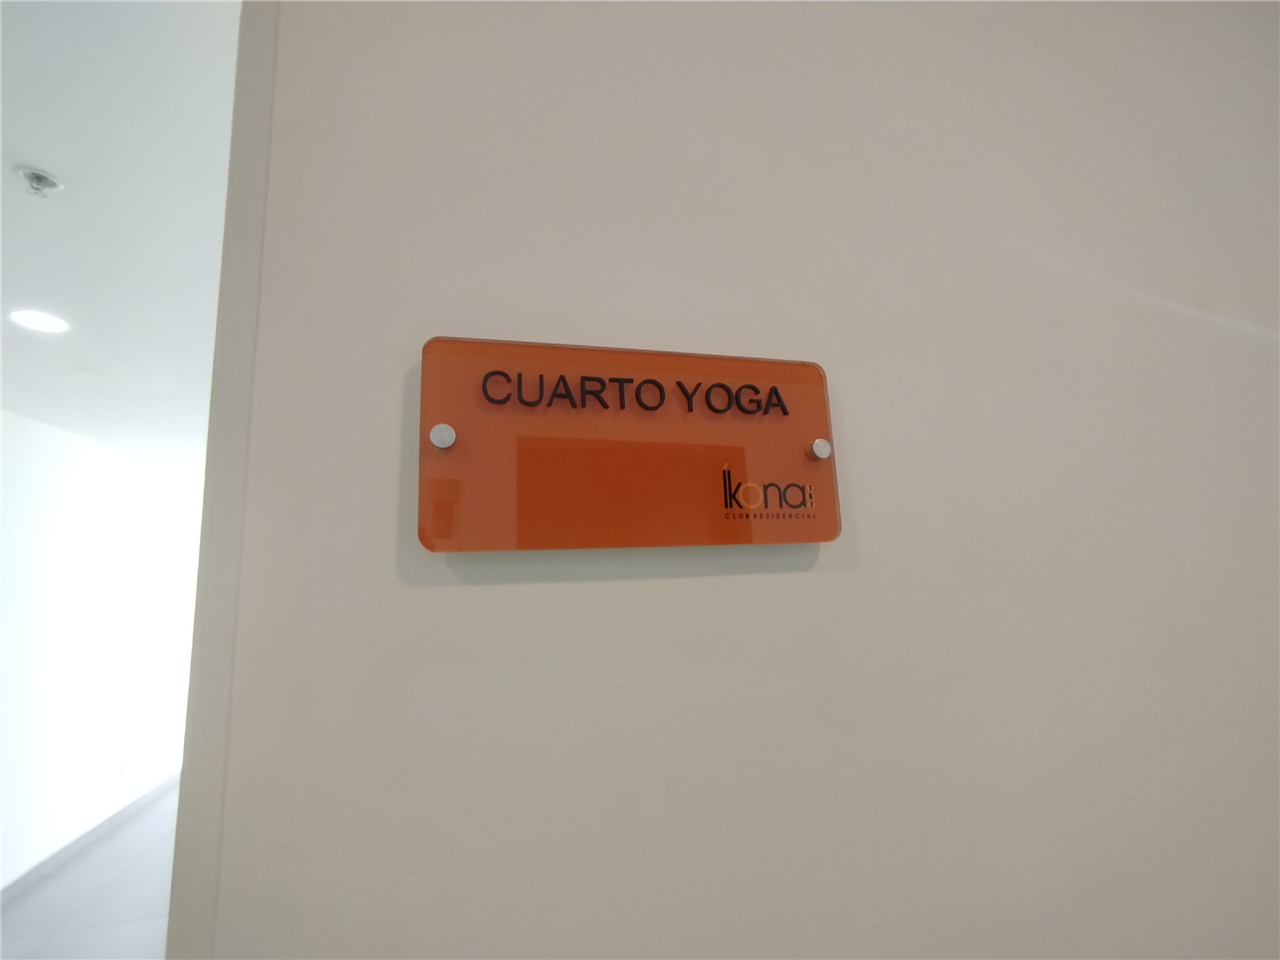 CUARTO YOGA
Ikona
CLUB RESIDENCIAL